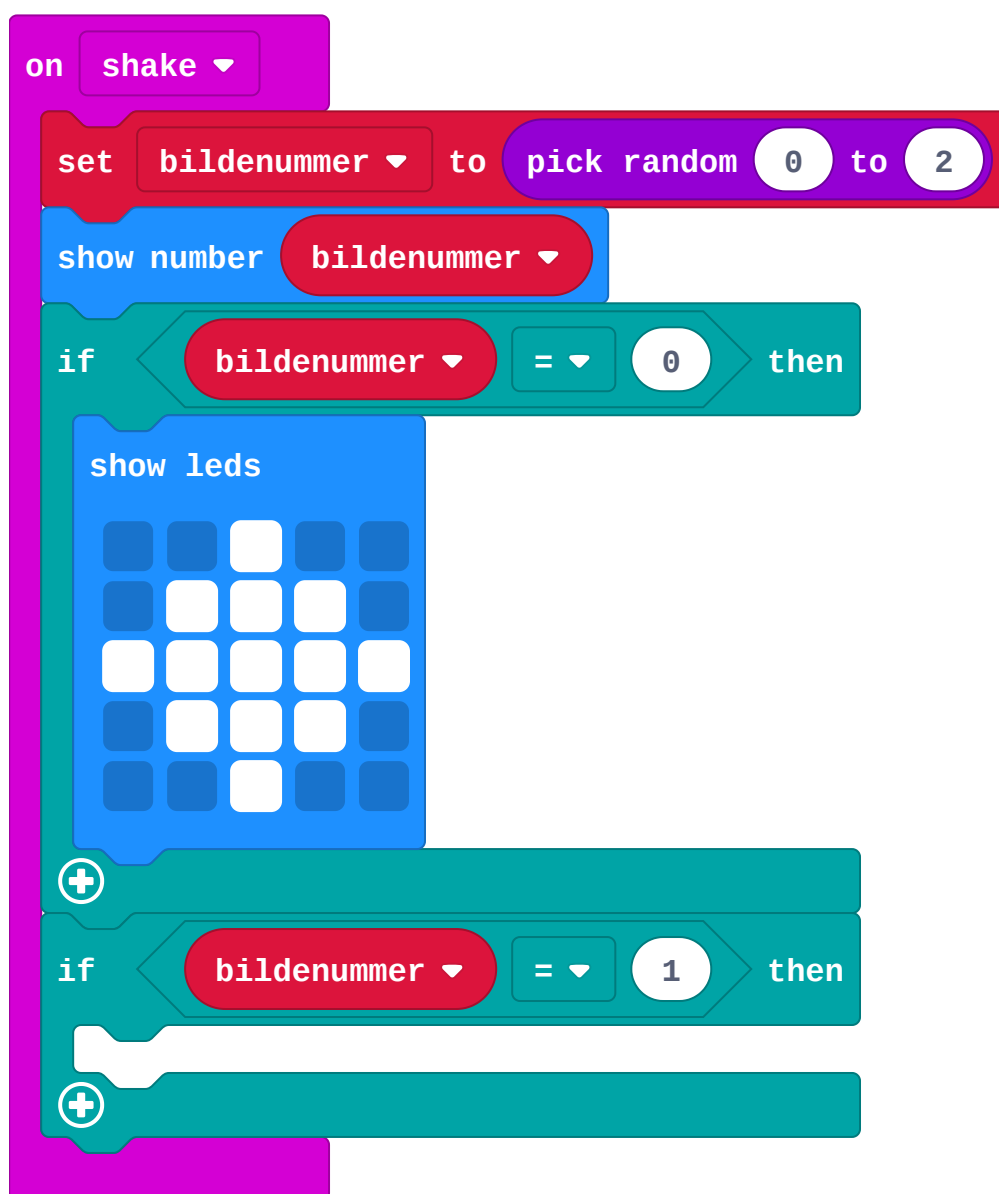 on shake
set bildenummer to pick random 0 to 2
show number bildenummer
if bildenummer = 0 then
show leds
if bildenummer = 1 then